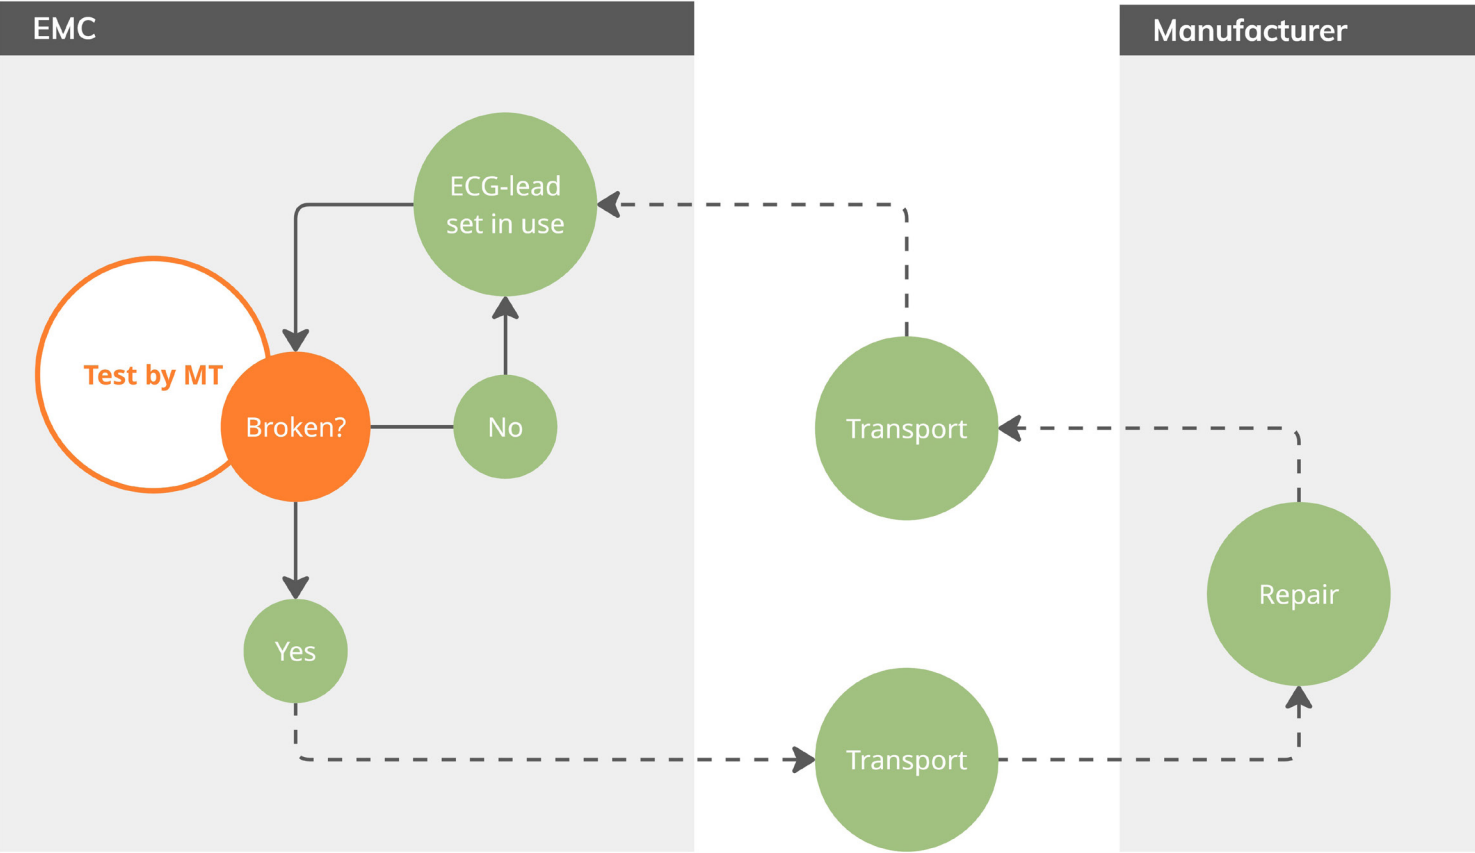 EMC
Manufacturer
ECG-lead
set in use
Test by MT
Broken?
No
Transport
Repair
Yes
Transport